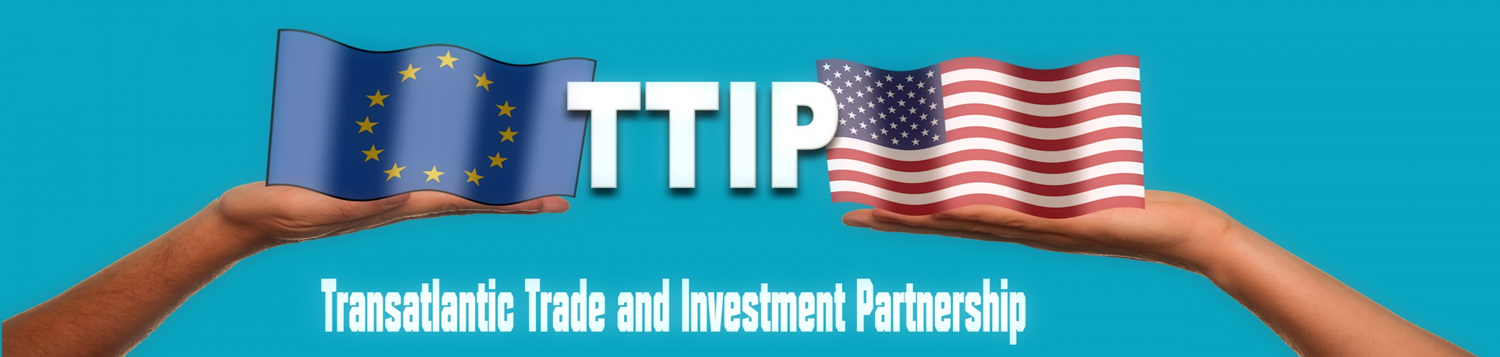 TTIP
Transatlantic Trade and Investment Partnership